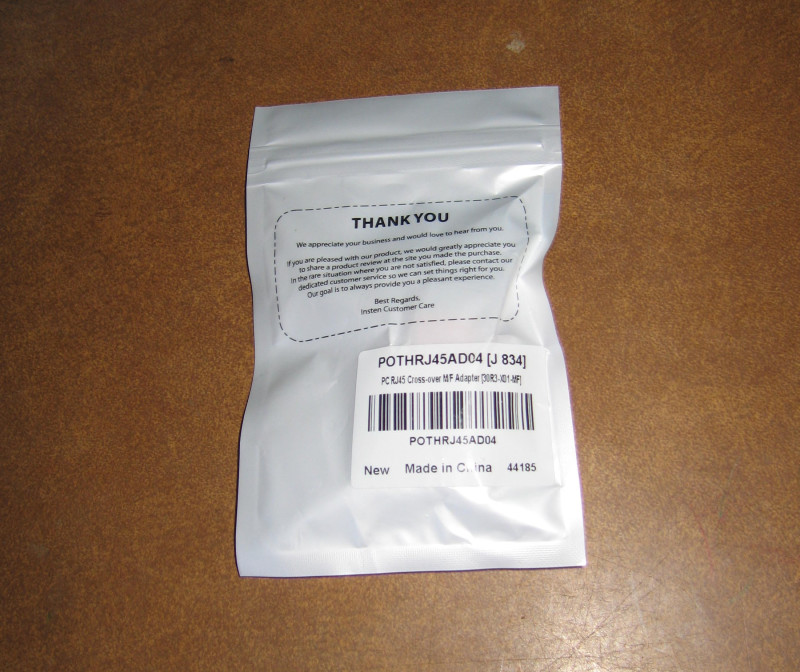 THANK YOU
We appreciate your business and would love to hear from you.
If you are pleased with our product, we would greatly appreciate you
to share a product review at the site you made the purchase.
In the rare situation where you are not satisfied, please contact our
dedicated customer service so we can set things right for you.
Our goal is to always provide you a pleasant experience.
Best Regards,
Insten Customer Care
POTHRJ45AD04 [J 834]
PC RJ45 Cross-over M/F Adapter [30R3-X01-MF]
POTHRJ45AD04
New Made in China 44185